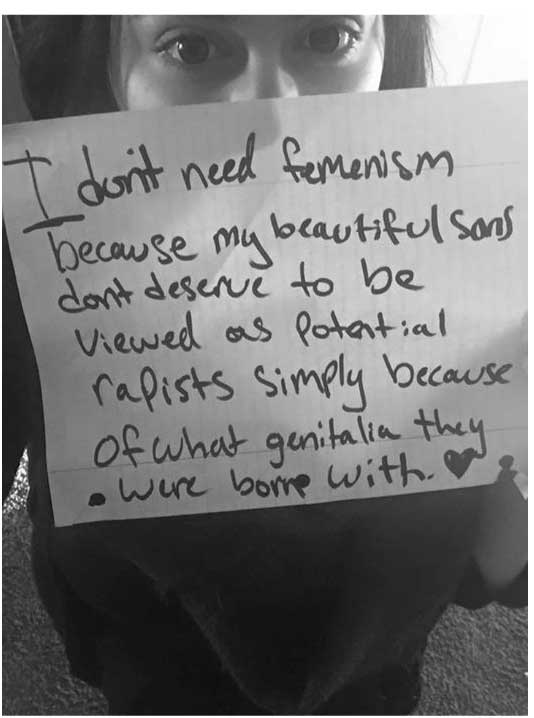 I don't need femenism
because my beautiful sons
dont deserve to be
viewed as potential
rapists simply because
of what genitalia they
were borne with. ♥